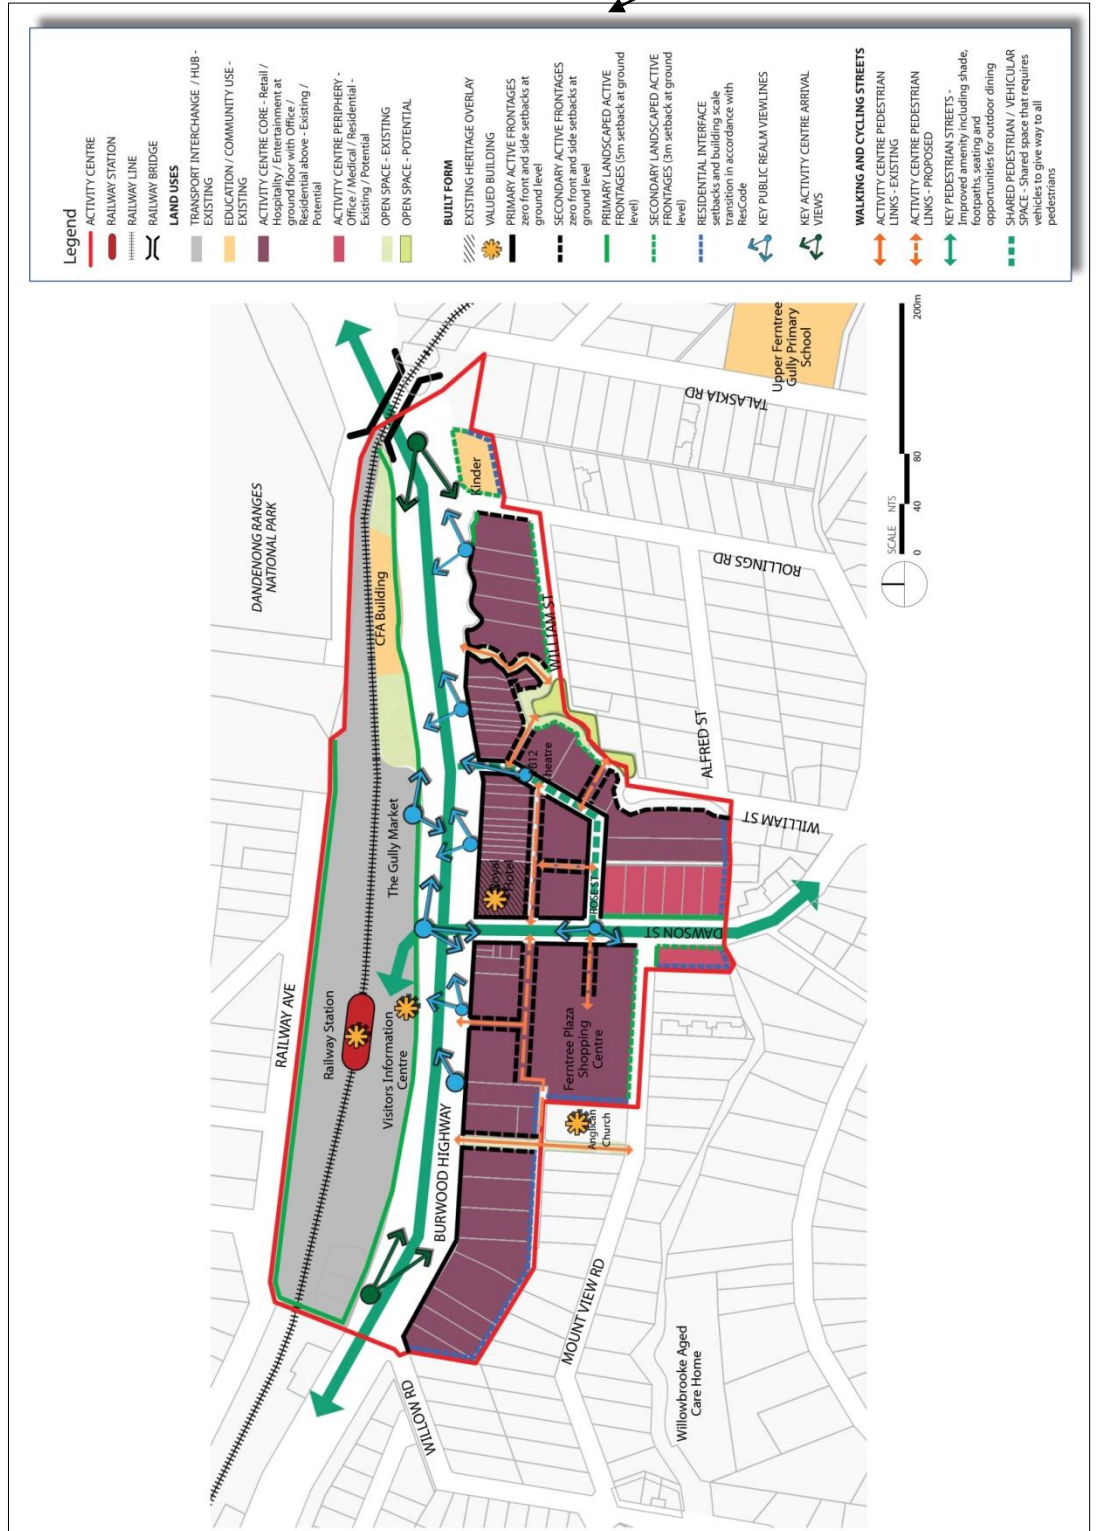 Legend
ACTIVITY CENTRE
RAILWAY STATION
RAILWAY LINE
RAILWAY BRIDGE
LAND USES
TRANSPORT INTERCHANGE / HUB -
EXISTING
EDUCATION / COMMUNITY USE -
EXISTING
ACTIVITY CENTRE CORE - Retail /
Hospitality / Entertainment at
ground floor with Office /
Residential above - Existing /
Potential
ACTIVITY CENTRE PERIPHERY -
Office / Medical / Residential -
Existing / Potential
OPEN SPACE - EXISTING
OPEN SPACE - POTENTIAL
BUILT FORM
EXISTING HERITAGE OVERLAY
VALUED BUILDING
PRIMARY ACTIVE FRONTAGES
zero front and side setbacks at
ground level
SECONDARY ACTIVE FRONTAGES
zero front and side setbacks at
ground level
PRIMARY LANDSCAPED ACTIVE
FRONTAGES (5m setback at ground
level)
SECONDARY LANDSCAPED ACTIVE
FRONTAGES (3m setback at ground
level)
RESIDENTIAL INTERFACE
setbacks and building scale
transition in accordance with
ResCode
KEY PUBLIC REALM VIEWLINES
KEY ACTIVITY CENTRE ARRIVAL
VIEWS
WALKING AND CYCLING STREETS
ACTIVITY CENTRE PEDESTRIAN
LINKS - EXISTING
ACTIVITY CENTRE PEDESTRIAN
LINKS - PROPOSED
KEY PEDESTRIAN STREETS -
Improved amenity including shade,
footpaths, seating and
opportunities for outdoor dining
SHARED PEDESTRIAN / VEHICULAR
SPACE - Shared space that requires
vehicles to give way to all
pedestrians
DANDENONG RANGES
NATIONAL PARK
RAILWAY AVE
Railway Station
Visitors Information
Centre
The Gully Market
CFA Building
BURWOOD HIGHWAY
Kinder
Royal
Hotel
812
Theatre
WILLIAM ST
ROSE ST
DAWSON ST
Ferntree Plaza
Shopping
Centre
Anglican
Church
WILLOW RD
MOUNT VIEW RD
Willowbrooke Aged
Care Home
WILLIAM ST
ALFRED ST
ROLLINGS RD
TALASKIA RD
Upper Ferntree
Gully Primary
School
SCALE NTS
0 40 80 200m